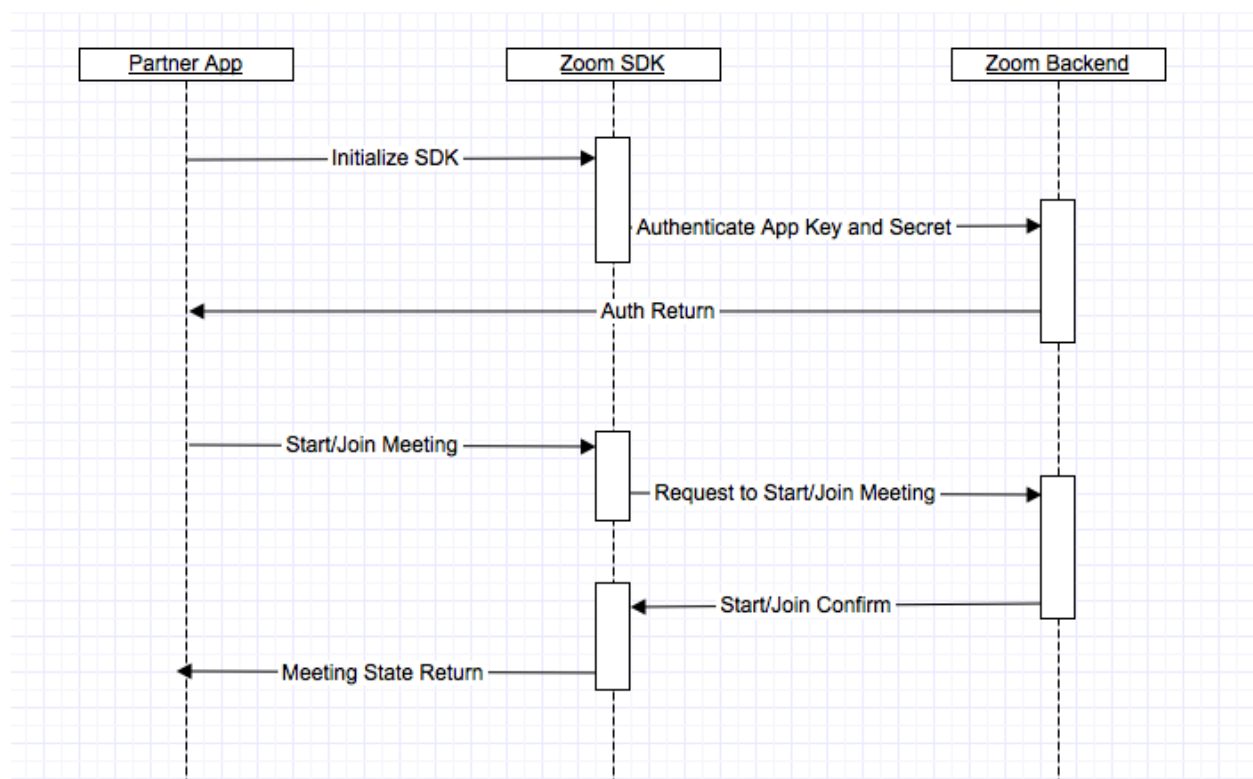 Partner App
Zoom SDK
Zoom Backend
Initialize SDK
Authenticate App Key and Secret
Auth Return
Start/Join Meeting
Request to Start/Join Meeting
Start/Join Confirm
Meeting State Return